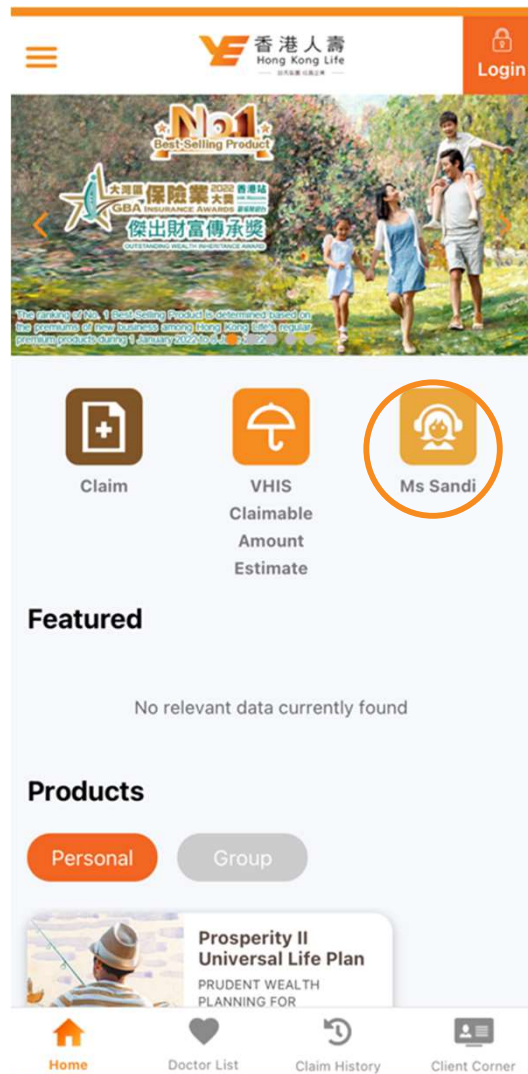 香港人壽
Hong Kong Life
Login
No.1
Best-Selling Product
大灣區 保險業 2022 大獎 香港站
GBA INSURANCE AWARDS
傑出財富傳承獎
OUTSTANDING WEALTH INHERITANCE AWARD
The ranking of No. 1 Best-Selling Product is determined based on
the premiums of new business among Hong Kong Life's regular
premium products during 1 January 2022 to
Claim
VHIS
Claimable
Amount
Estimate
Ms Sandi
Featured
No relevant data currently found
Products
Personal
Group
Prosperity II
Universal Life Plan
PRUDENT WEALTH
PLANNING FOR
Home
Doctor List
Claim History
Client Corner